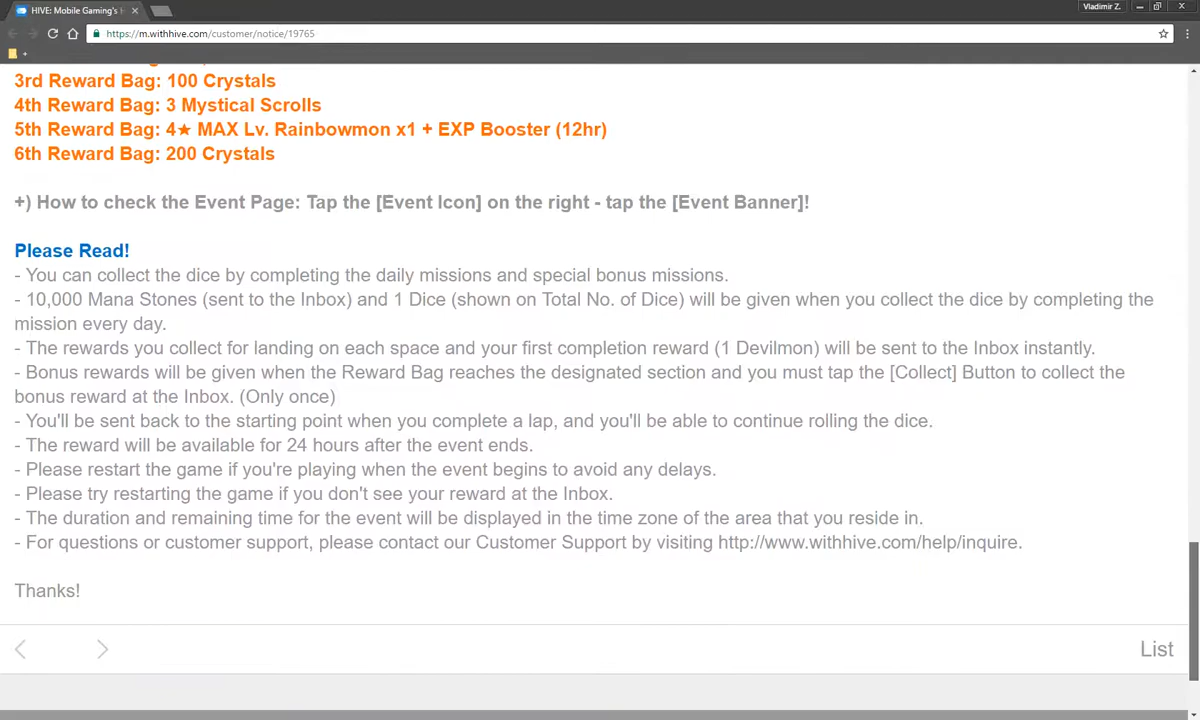 HIVE: Mobile Gaming's
Vladimir Z.
https://m.withhive.com/customer/notice/19765
3rd Reward Bag: 100 Crystals
4th Reward Bag: 3 Mystical Scrolls
5th Reward Bag: 4★ MAX Lv. Rainbowmon x1 + EXP Booster (12hr)
6th Reward Bag: 200 Crystals
+) How to check the Event Page: Tap the [Event Icon] on the right - tap the [Event Banner]!
Please Read!
- You can collect the dice by completing the daily missions and special bonus missions.
- 10,000 Mana Stones (sent to the Inbox) and 1 Dice (shown on Total No. of Dice) will be given when you collect the dice by completing the
mission every day.
- The rewards you collect for landing on each space and your first completion reward (1 Devilmon) will be sent to the Inbox instantly.
- Bonus rewards will be given when the Reward Bag reaches the designated section and you must tap the [Collect] Button to collect the
bonus reward at the Inbox. (Only once)
- You'll be sent back to the starting point when you complete a lap, and you'll be able to continue rolling the dice.
- The reward will be available for 24 hours after the event ends.
- Please restart the game if you're playing when the event begins to avoid any delays.
- Please try restarting the game if you don't see your reward at the Inbox.
- The duration and remaining time for the event will be displayed in the time zone of the area that you reside in.
- For questions or customer support, please contact our Customer Support by visiting http://www.withhive.com/help/inquire.
Thanks!
List